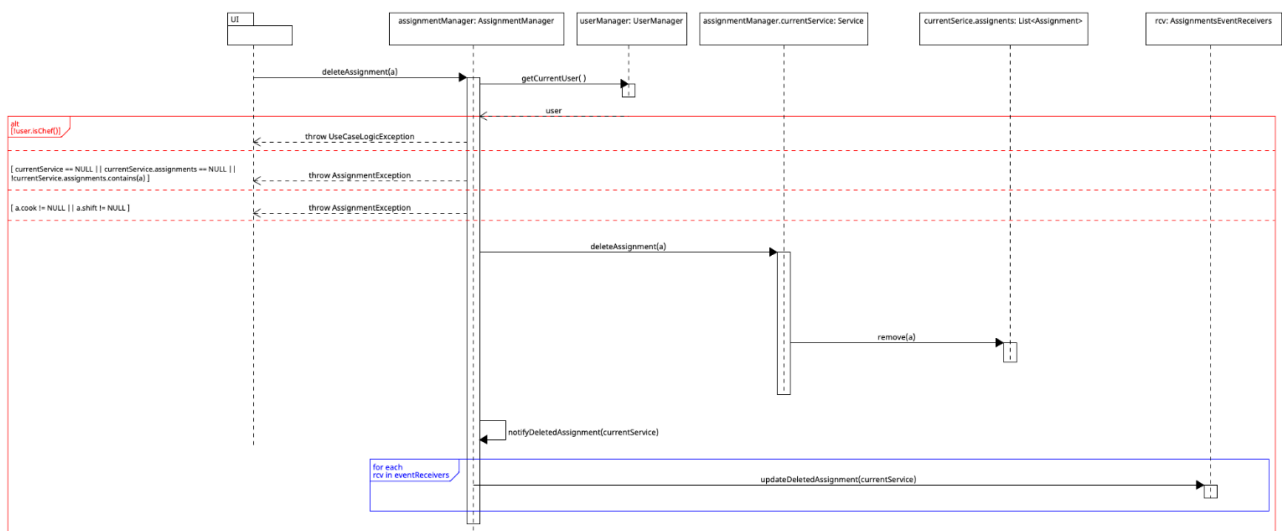 UI
assignmentManager: AssignmentManager
userManager: UserManager
assignmentManager.currentService: Service
currentSerice.assignents: List<Assignment>
rcv: AssignmentsEventReceivers
deleteAssignment(a)
getCurrentUser( )
user
alt
[!user.isChef()]
throw UseCaseLogicException
[ currentService == NULL || currentService.assignments == NULL ||
!currentService.assignments.contains(a) ]
throw AssignmentException
[ a.cook != NULL || a.shift != NULL ]
throw AssignmentException
deleteAssignment(a)
remove(a)
notifyDeletedAssignment(currentService)
for each
rcv in eventReceivers
updateDeletedAssignment(currentService)